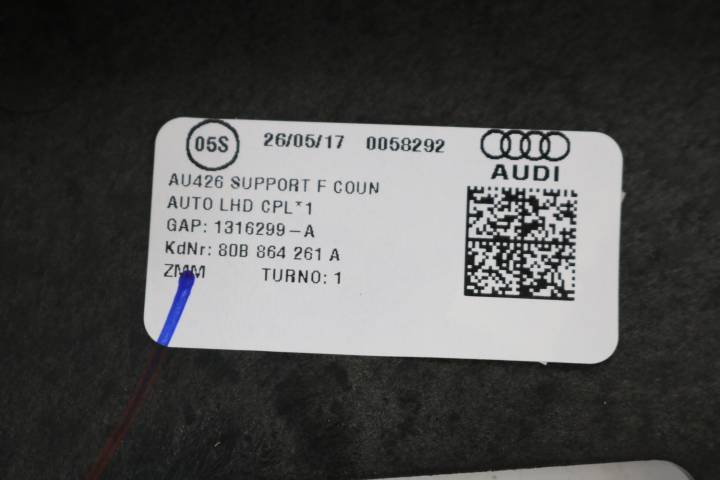 05S 26/05/17 0058292
AUDI
AU426 SUPPORT F COUN
AUTO LHD CPL*1
GAP: 1316299-A
KdNr: 80B 864 261 A
ZMM TURNO: 1